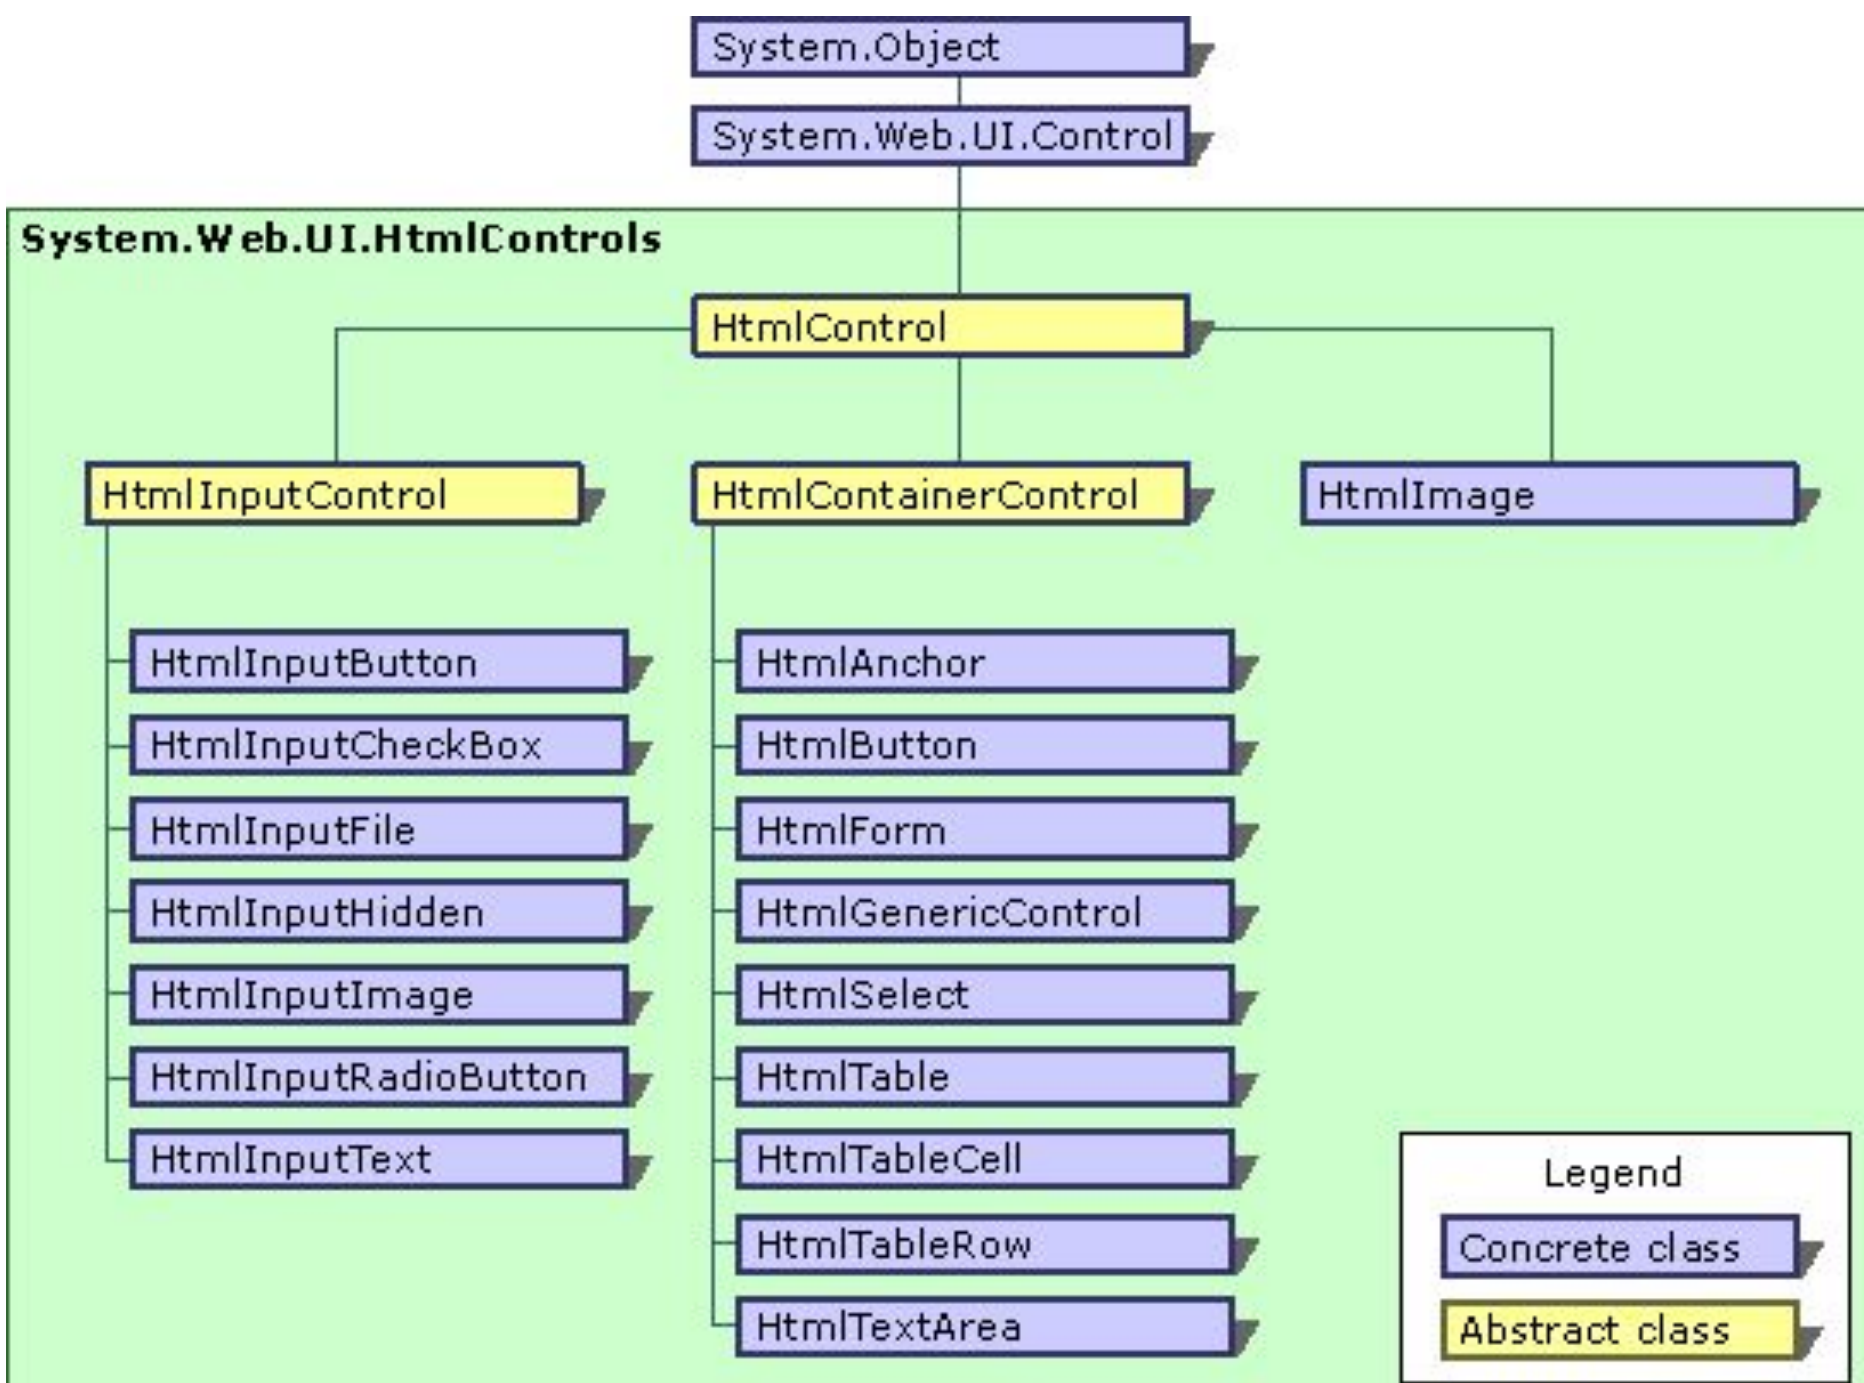 System.Object
System.Web.UI.Control
System.Web.UI.HtmlControls
HtmlControl
HtmlInputControl
HtmlContainerControl
HtmlImage
HtmlInputButton
HtmlInputCheckBox
HtmlInputFile
HtmlInputHidden
HtmlInputImage
HtmlInputRadioButton
HtmlInputText
HtmlAnchor
HtmlButton
HtmlForm
HtmlGenericControl
HtmlSelect
HtmlTable
HtmlTableCell
HtmlTableRow
HtmlTextArea
Legend
Concrete class
Abstract class